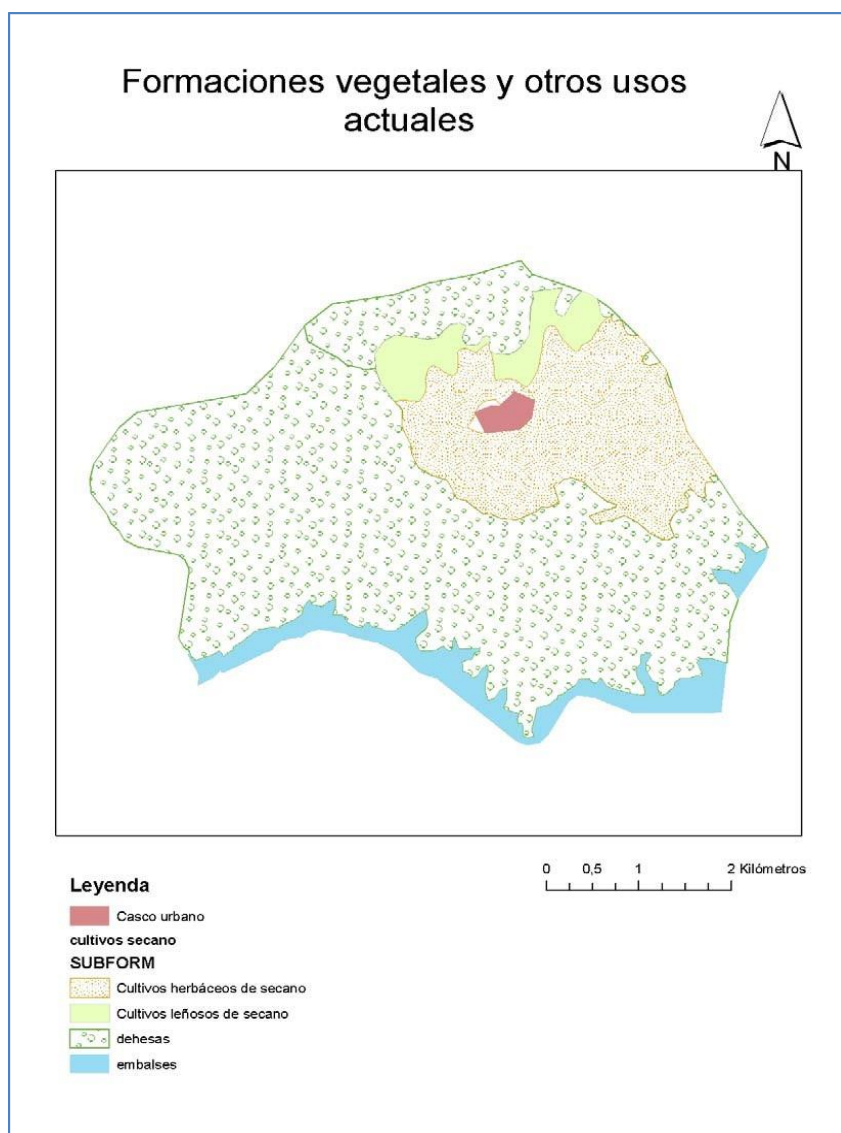 Formaciones vegetales y otros usos
actuales
N
0 0,5 1 2 Kilómetros
Leyenda
Casco urbano
cultivos secano
SUBFORM
Cultivos herbáceos de secano
Cultivos leñosos de secano
dehesas
embalses